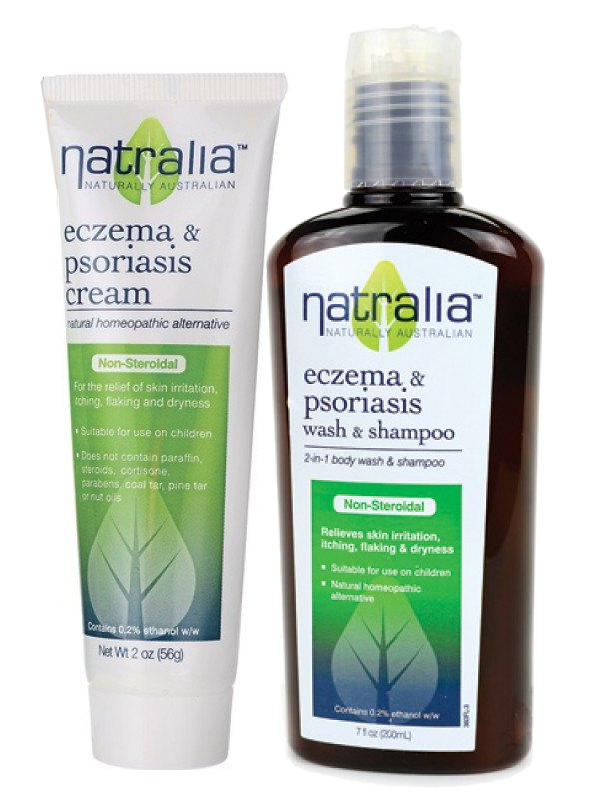 natralia™
NATURALLY AUSTRALIAN
eczema &
psoriasis
cream
natural homeopathic alternative
Non-Steroidal
For the relief of skin irritation,
itching, flaking and dryness
• Suitable for use on children
• Does not contain paraffin,
steroids, cortisone,
parabens, coal tar, pine tar
or nut oils
Contains 0.2% ethanol w/w
Net Wt 2 oz (56g)
natralia™
NATURALLY AUSTRALIAN
eczema &
psoriasis
wash & shampoo
2-in-1 body wash & shampoo
Non-Steroidal
Relieves skin irritation,
itching, flaking & dryness
• Suitable for use on children
• Natural homeopathic
alternative
Contains 0.2% ethanol w/w
7 fl oz (200mL)